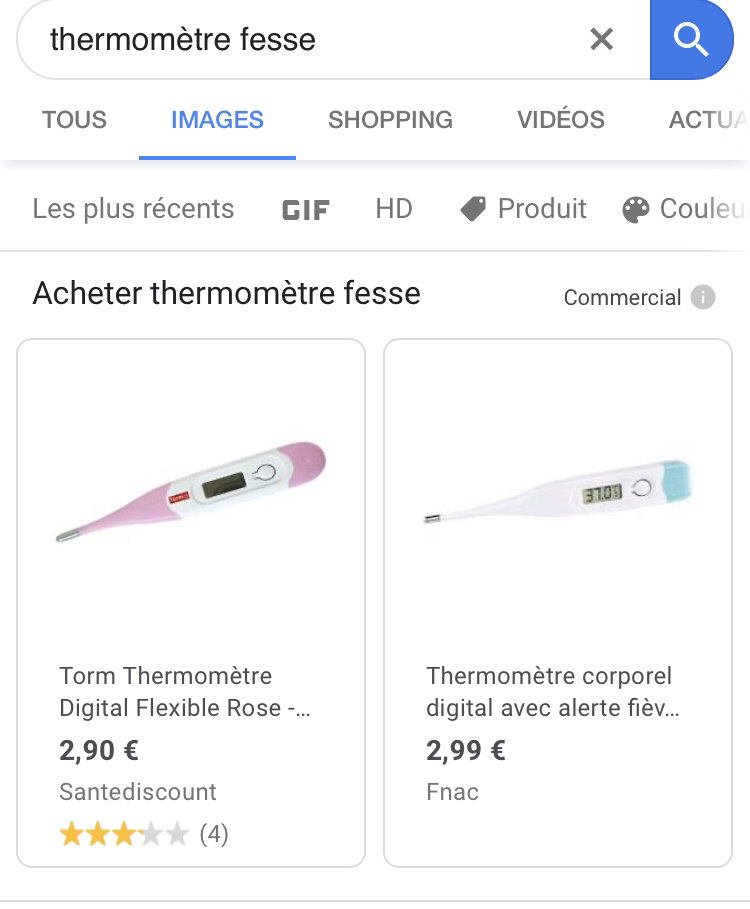 thermomètre fesse
TOUS IMAGES SHOPPING VIDÉOS ACTUA
Les plus récents GIF HD Produit Couleu
Acheter thermomètre fesse Commercial
Torm Thermomètre
Digital Flexible Rose -...
2,90 €
Santediscount
(4)
37.0
Thermomètre corporel
digital avec alerte fièv...
2,99 €
Fnac